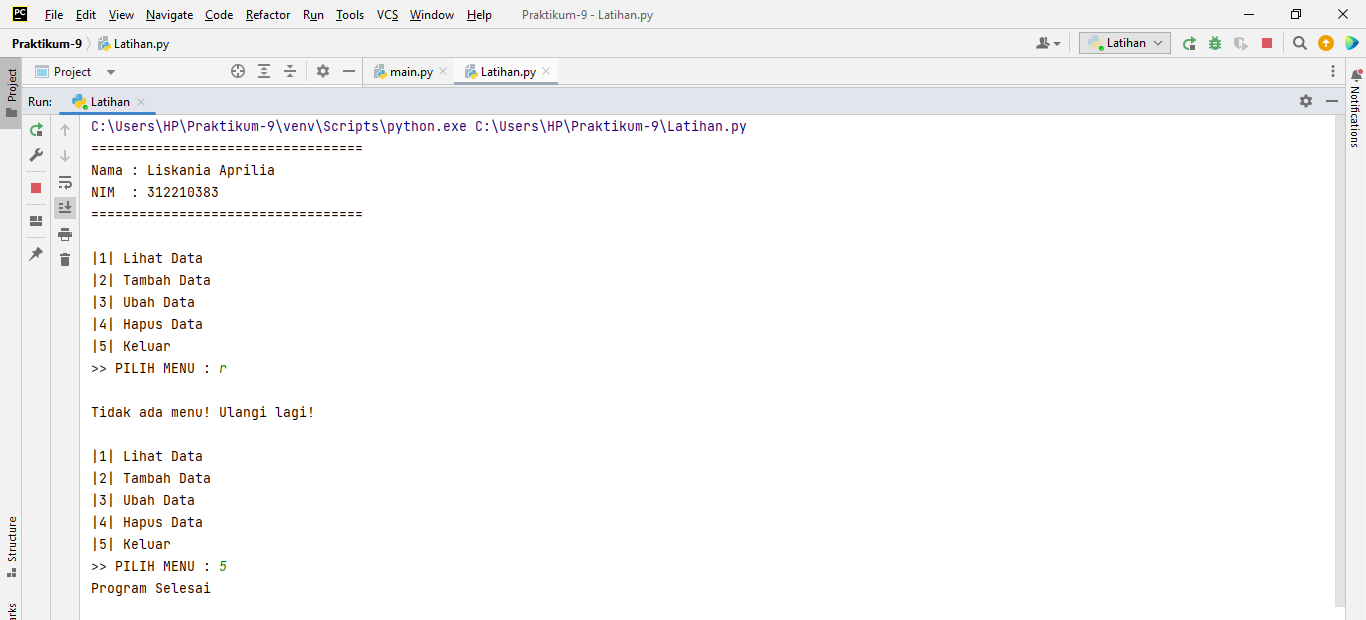 PC File Edit View Navigate Code Refactor Run Tools VCS Window Help Praktikum-9 - Latihan.py
Praktikum-9 Latihan.py Latihan
Project main.py Latihan.py
Run: Latihan
C:\Users\HP\Praktikum-9\venv\Scripts\python.exe C:\Users\HP\Praktikum-9\Latihan.py
==================================
Nama : Liskania Aprilia
NIM  : 312210383
==================================
|1| Lihat Data
|2| Tambah Data
|3| Ubah Data
|4| Hapus Data
|5| Keluar
>> PILIH MENU : r
Tidak ada menu! Ulangi lagi!
|1| Lihat Data
|2| Tambah Data
|3| Ubah Data
|4| Hapus Data
|5| Keluar
>> PILIH MENU : 5
Program Selesai
Project
Structure
Notifications